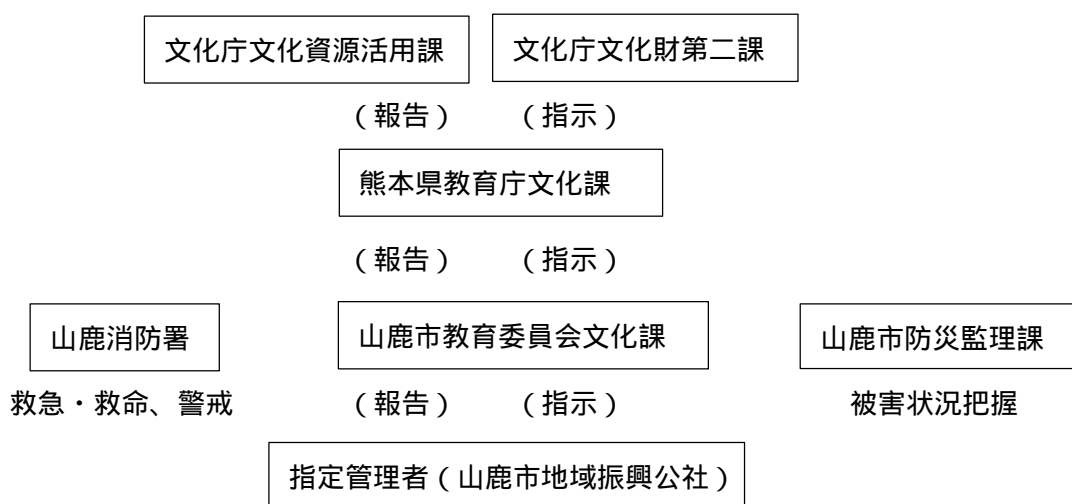 文化庁文化資源活用課 文化庁文化財第二課
（報告） （指示）
熊本県教育庁文化課
（報告） （指示）
山鹿消防署 山鹿市教育委員会文化課 山鹿市防災監理課
救急・救命、警戒 （報告） （指示） 被害状況把握
指定管理者（山鹿市地域振興公社）